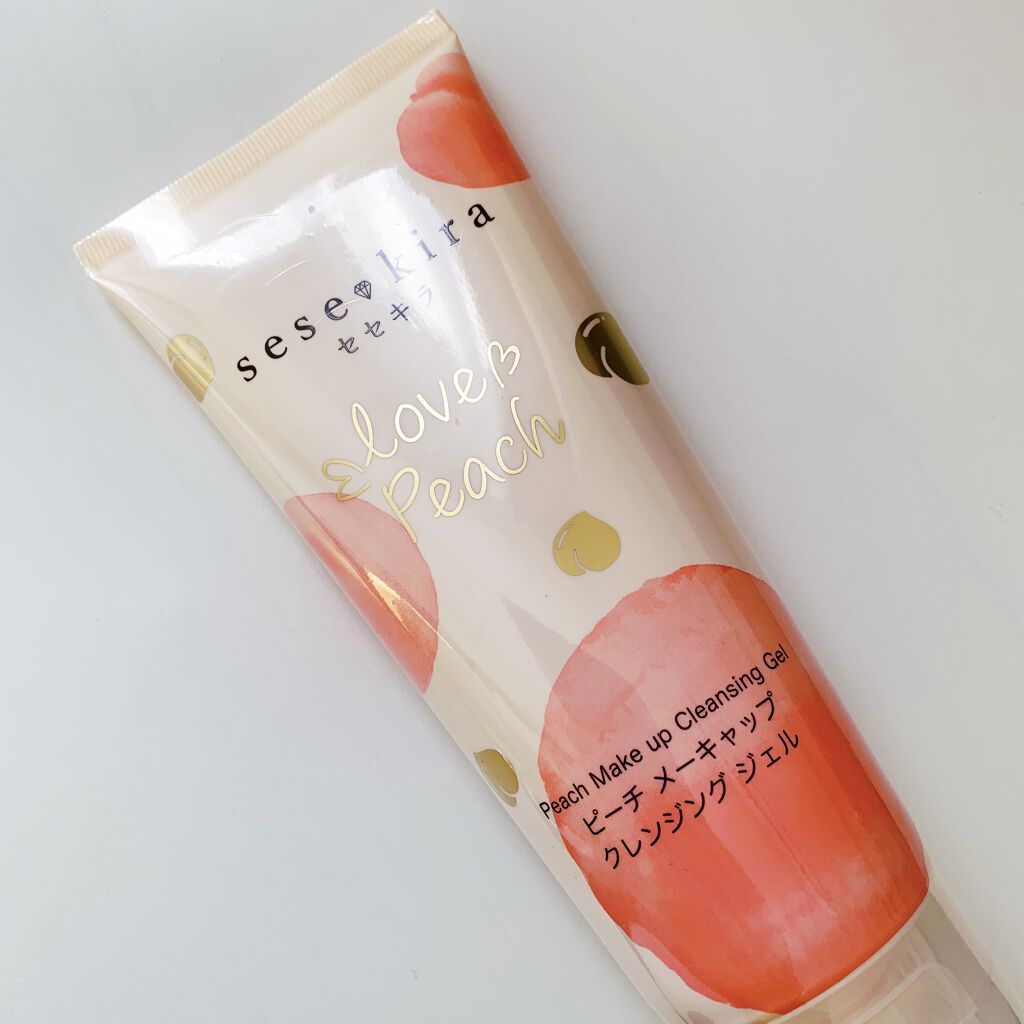 sese kira
セセキラ
love
Peach
Peach Make up Cleansing Gel
ピーチ メーキャップ
クレンジング ジェル